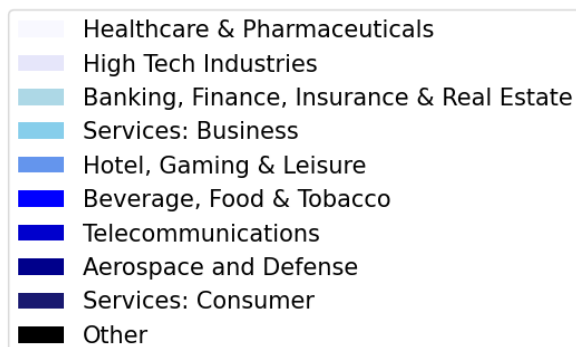 Healthcare & Pharmaceuticals
High Tech Industries
Banking, Finance, Insurance & Real Estate
Services: Business
Hotel, Gaming & Leisure
Beverage, Food & Tobacco
Telecommunications
Aerospace and Defense
Services: Consumer
Other